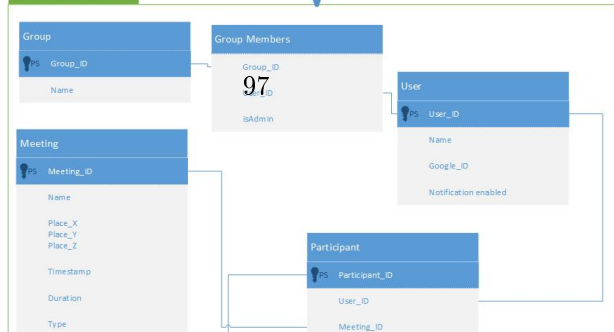 Group
PS Group_ID
Name
Group Members
Group_ID
97
isAdmin
User
PS User_ID
Name
Google_ID
Notification enabled
Meeting
PS Meeting_ID
Name
Place_X
Place_Y
Place_Z
Timestamp
Duration
Type
Participant
PS Participant_ID
User_ID
Meeting_ID